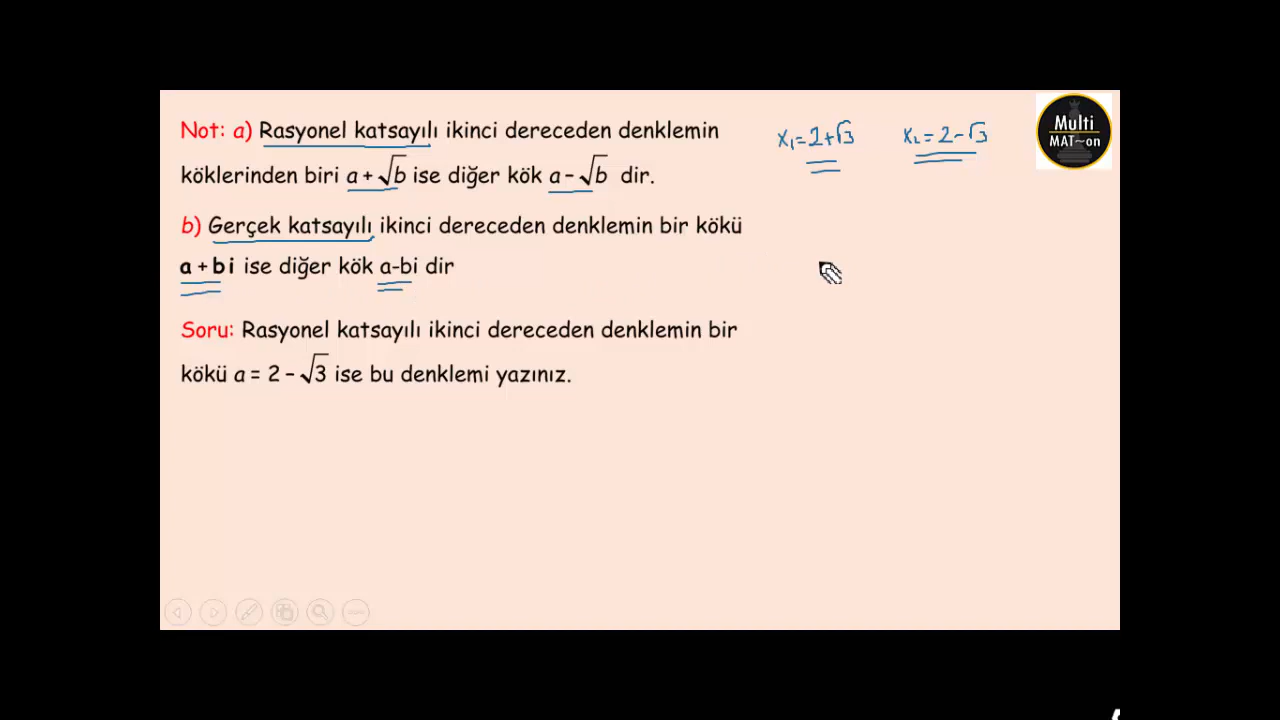 Not: a) Rasyonel katsayılı ikinci dereceden denklemin
köklerinden biri a + √b ise diğer kök a – √b dir.
x₁ = 2+√3 x₂ = 2-√3
Multi
MAT~on
b) Gerçek katsayılı ikinci dereceden denklemin bir kökü
a + b i ise diğer kök a-bi dir
Soru: Rasyonel katsayılı ikinci dereceden denklemin bir
kökü a = 2 – √3 ise bu denklemi yazınız.